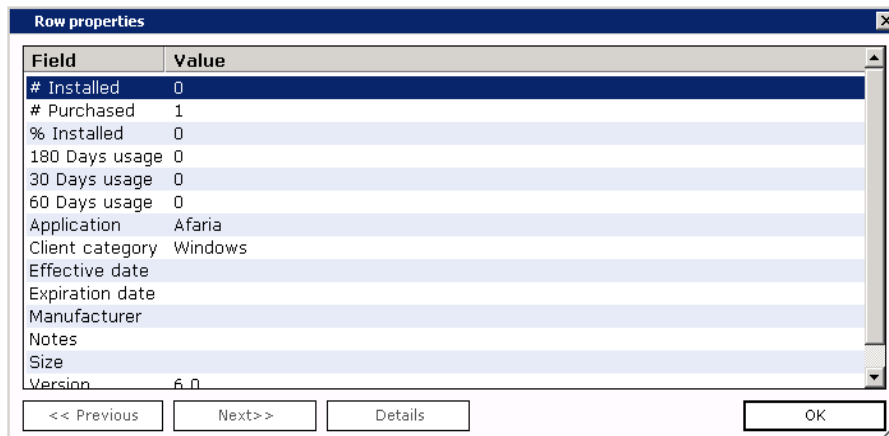 Row properties
Field Value
# Installed 0
# Purchased 1
% Installed 0
180 Days usage 0
30 Days usage 0
60 Days usage 0
Application Afaria
Client category Windows
Effective date
Expiration date
Manufacturer
Notes
Size
Version 6.0
<< Previous Next>> Details OK